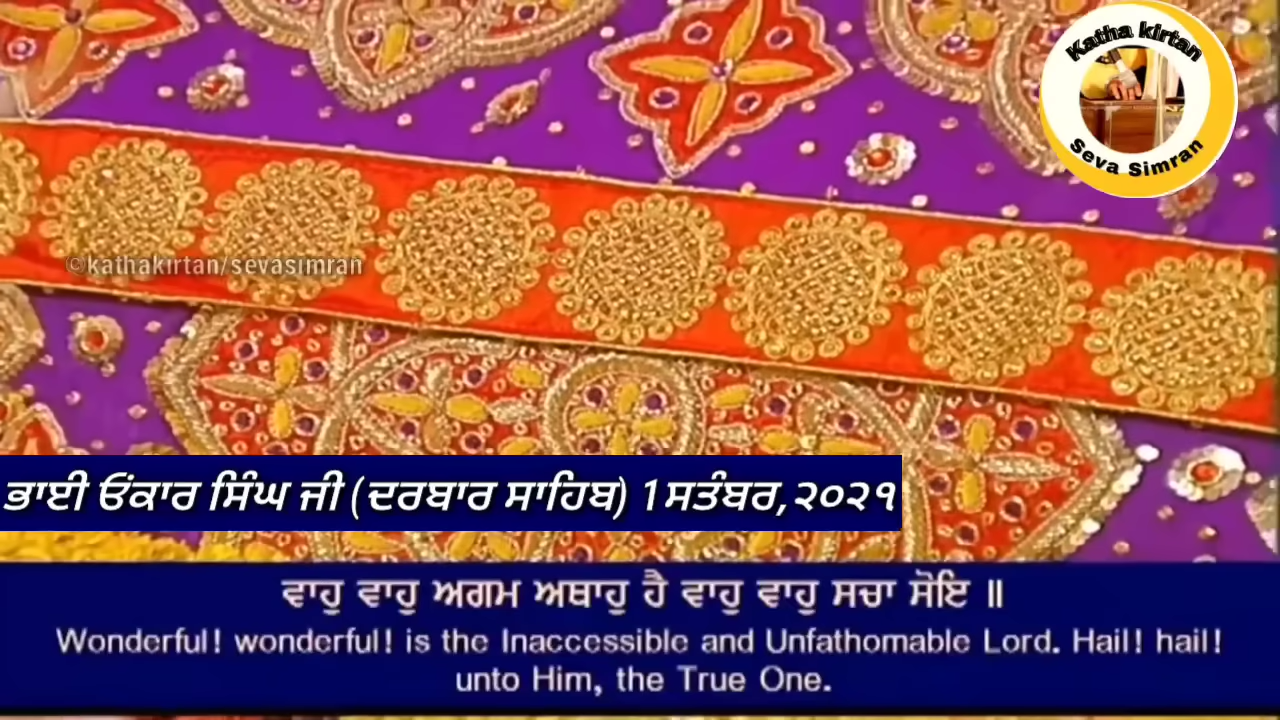 Katha kirtan
Seva Simran
©kathakirtan/sevasimran
ਭਾਈ ਓਂਕਾਰ ਸਿੰਘ ਜੀ (ਦਰਬਾਰ ਸਾਹਿਬ) 1 ਸਤੰਬਰ,੨੦੨੧
ਵਾਹੁ ਵਾਹੁ ਅਗਮ ਅਥਾਹੁ ਹੈ ਵਾਹੁ ਵਾਹੁ ਸਚਾ ਸੋਇ ॥
Wonderful! wonderful! is the Inaccessible and Unfathomable Lord. Hail! hail!
unto Him, the True One.